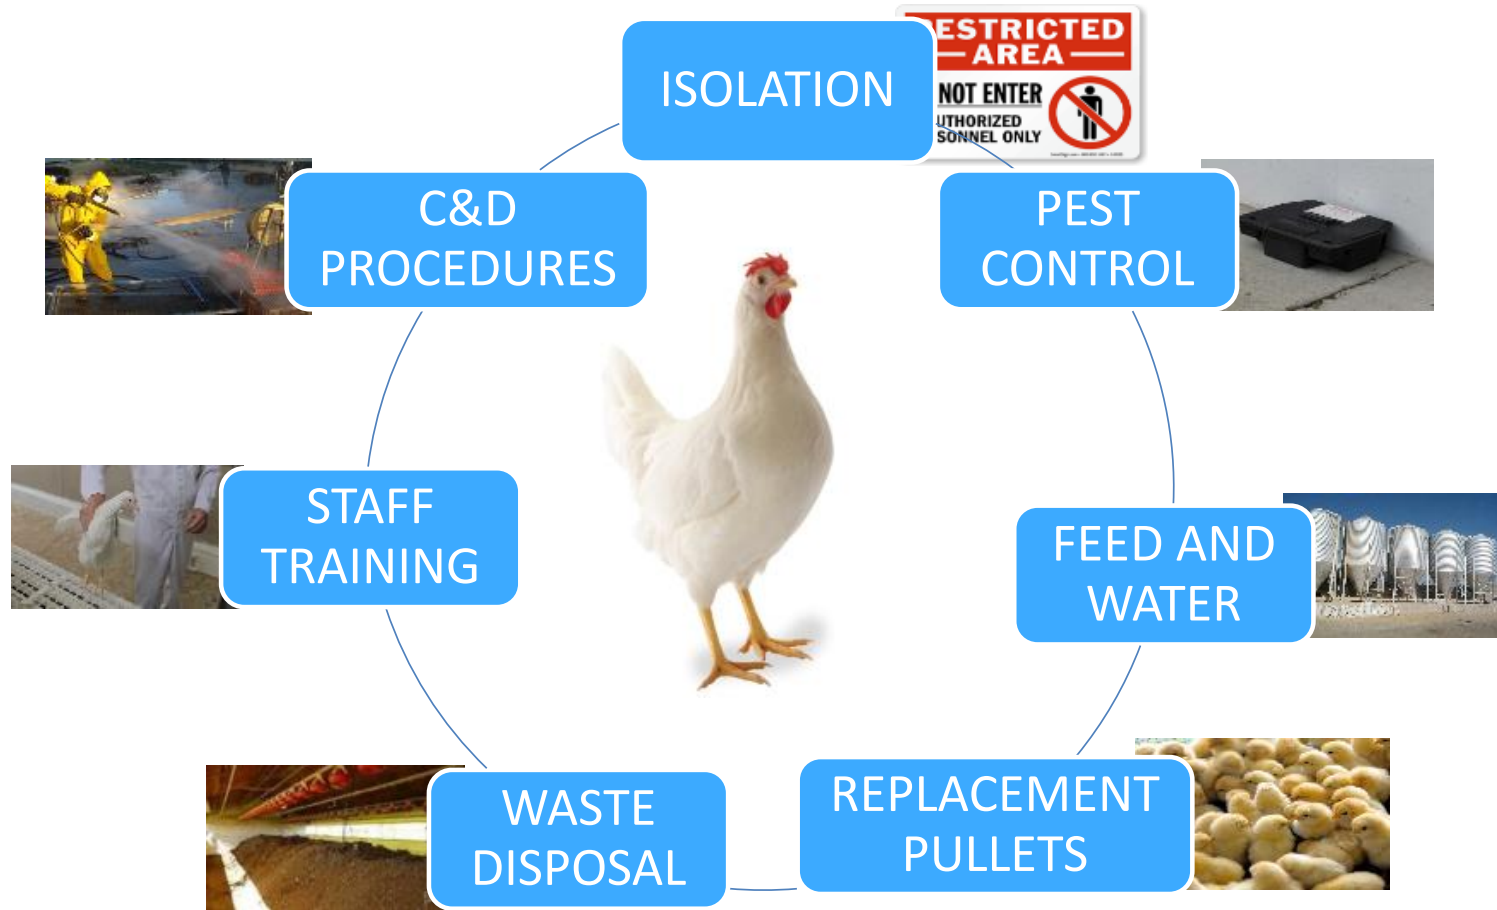 ISOLATION
ESTRICTED
AREA
NOT ENTER
UTHORIZED
SONNEL ONLY
PEST
CONTROL
FEED AND
WATER
REPLACEMENT
PULLETS
WASTE
DISPOSAL
STAFF
TRAINING
C&D
PROCEDURES